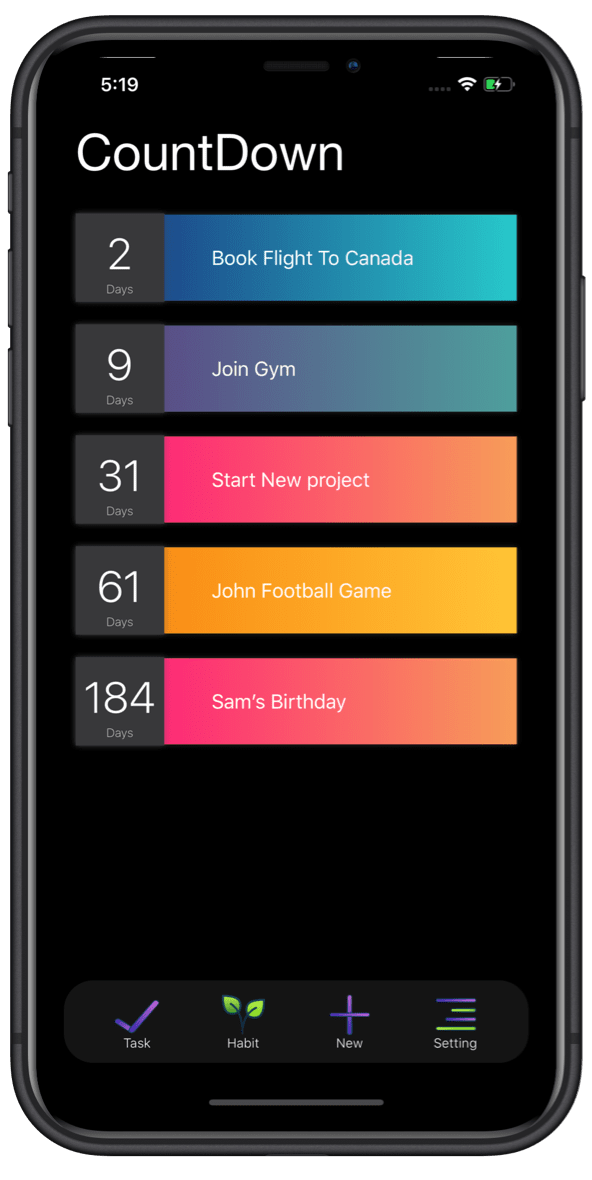 5:19
CountDown
2
Days
Book Flight To Canada
9
Days
Join Gym
31
Days
Start New project
61
Days
John Football Game
184
Days
Sam’s Birthday
Task
Habit
New
Setting